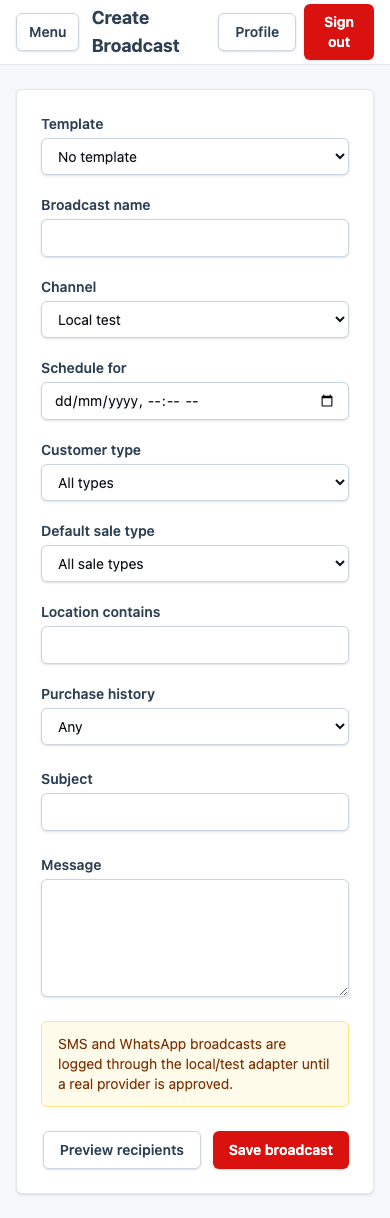 Menu
Create
Broadcast
Profile
Sign
out
Template
No template
Broadcast name
Channel
Local test
Schedule for
dd/mm/yyyy, --:-- --
Customer type
All types
Default sale type
All sale types
Location contains
Purchase history
Any
Subject
Message
SMS and WhatsApp broadcasts are
logged through the local/test adapter until
a real provider is approved.
Preview recipients
Save broadcast